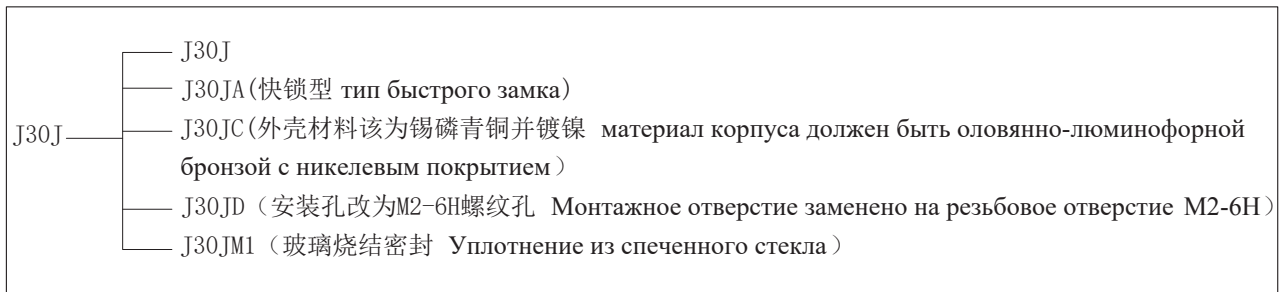 J30J
J30JA(快锁型 тип быстрого замка)
J30J
J30JC(外壳材料该为锡磷青铜并镀镍 материал корпуса должен быть оловянно-люминофорной
бронзой с никелевым покрытием）
J30JD（安装孔改为M2-6H螺纹孔 Монтажное отверстие заменено на резьбовое отверстие M2-6H）
J30JM1（玻璃烧结密封 Уплотнение из спеченного стекла）